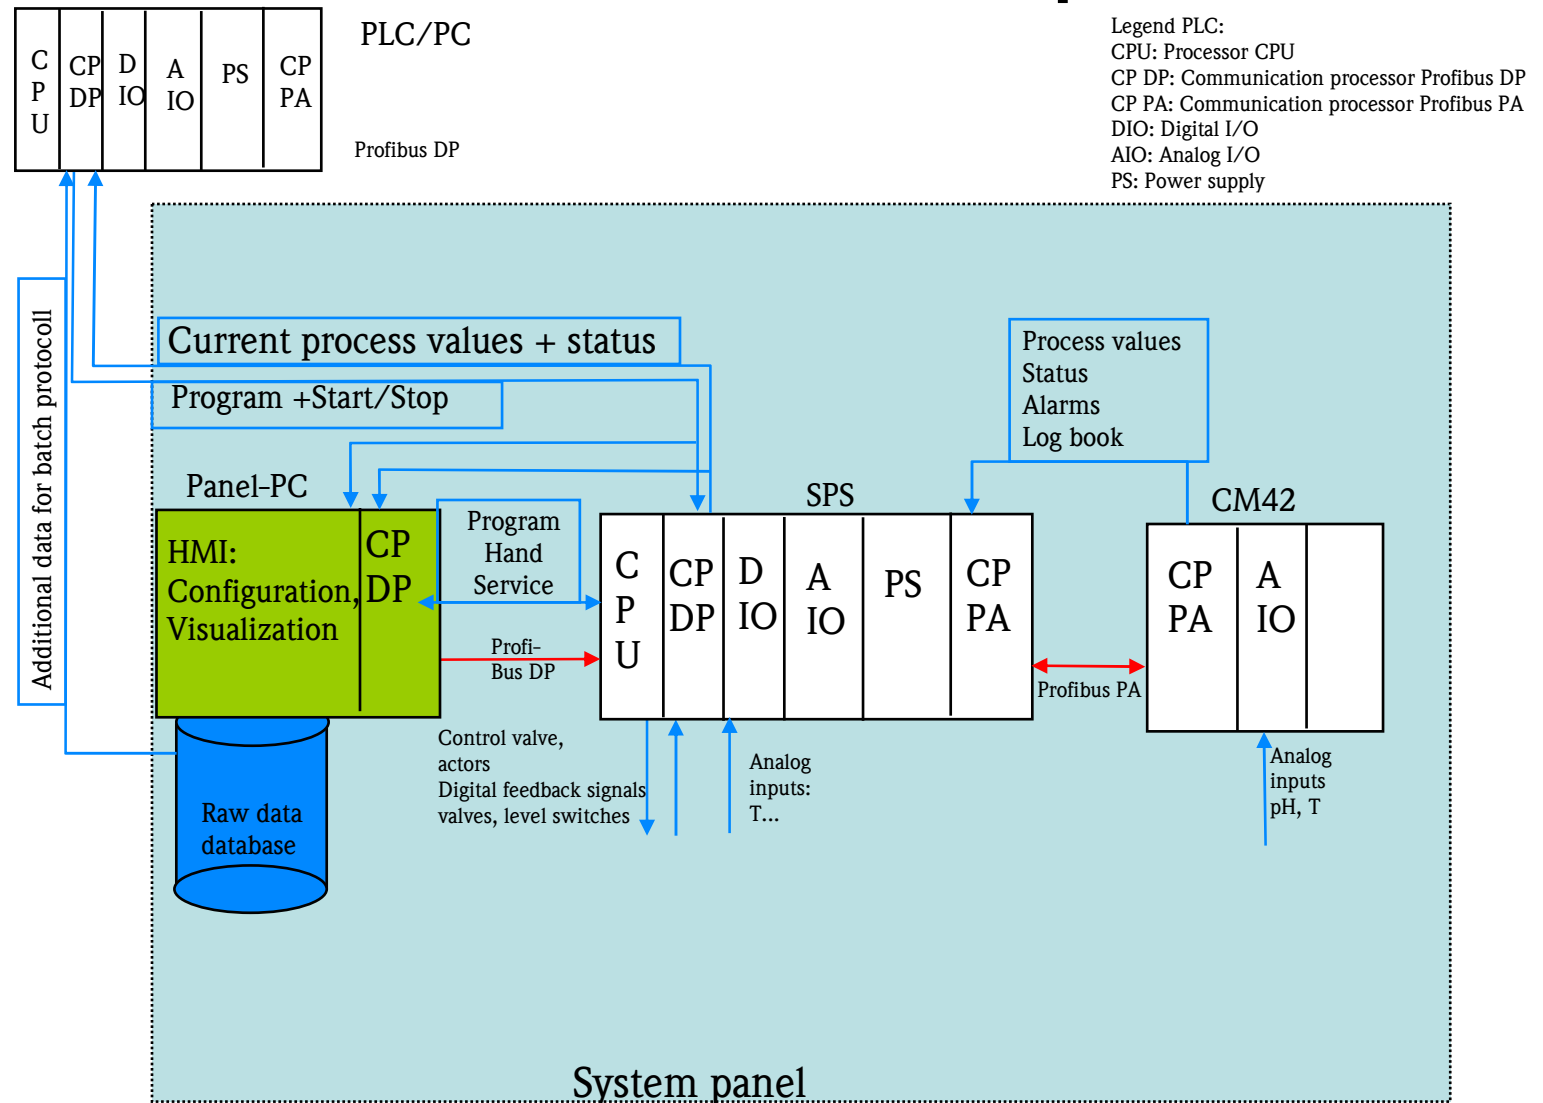 PLC/PC
C
P
U
CP
DP
D
IO
A
IO
PS
CP
PA
Profibus DP
Legend PLC:
CPU: Processor CPU
CP DP: Communication processor Profibus DP
CP PA: Communication processor Profibus PA
DIO: Digital I/O
AIO: Analog I/O
PS: Power supply
Additional data for batch protocoll
Current process values + status
Program +Start/Stop
Process values
Status
Alarms
Log book
Panel-PC
HMI:
Configuration,
Visualization
CP
DP
Program
Hand
Service
Profi-
Bus DP
SPS
C
P
U
CP
DP
D
IO
A
IO
PS
CP
PA
Profibus PA
CM42
CP
PA
A
IO
Control valve,
actors
Digital feedback signals
valves, level switches
Analog
inputs:
T...
Analog
inputs
pH, T
Raw data
database
System panel